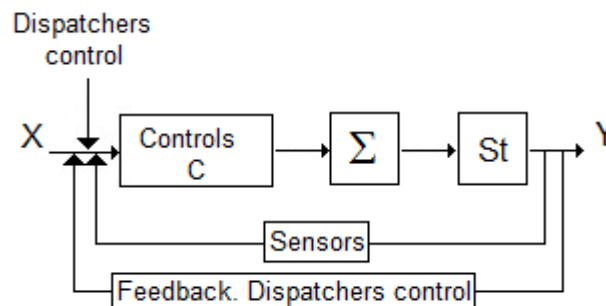 Dispatchers
control
X
Controls
C
Σ
St
Y
Sensors
Feedback. Dispatchers control